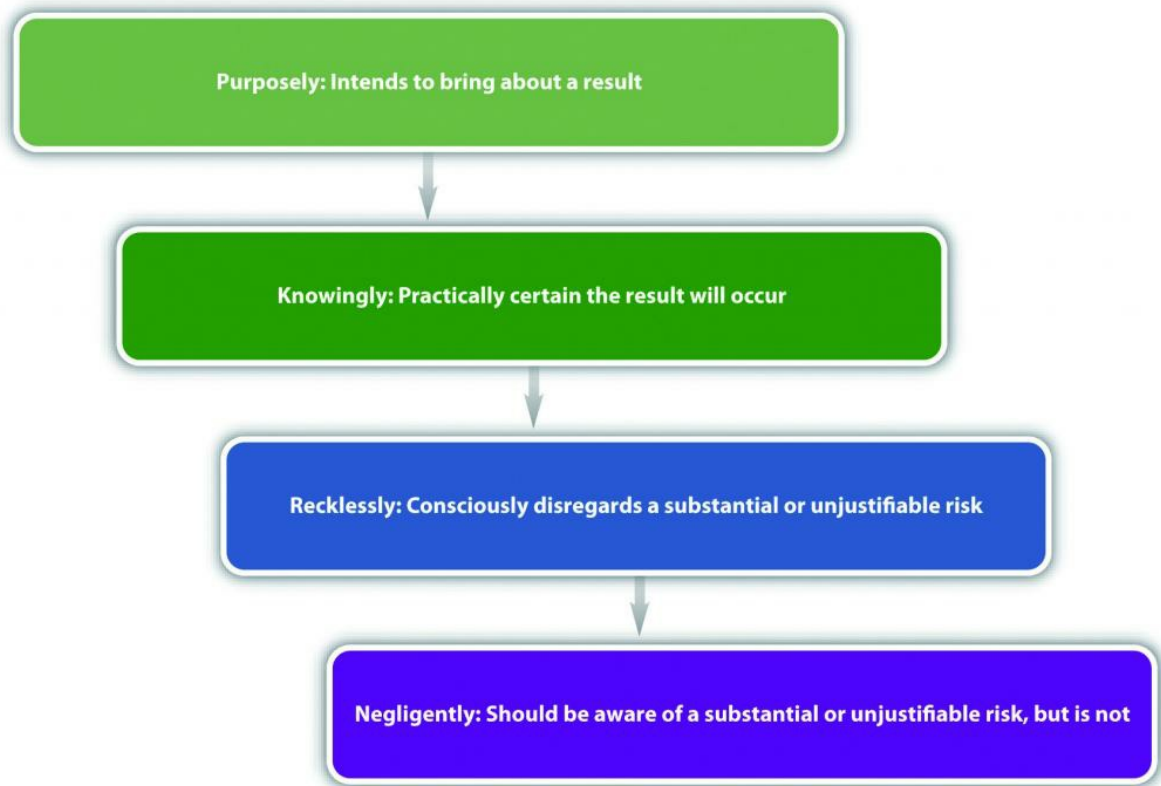 Purposely: Intends to bring about a result
Knowingly: Practically certain the result will occur
Recklessly: Consciously disregards a substantial or unjustifiable risk
Negligently: Should be aware of a substantial or unjustifiable risk, but is not